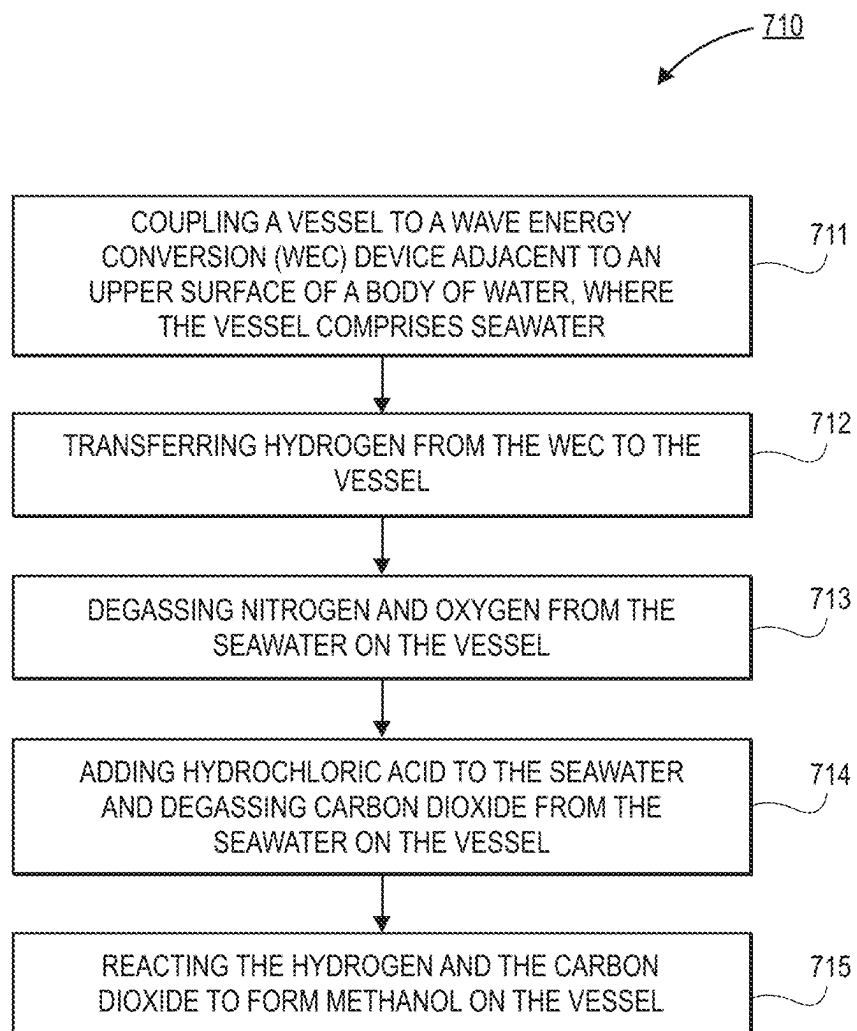 710
COUPLING A VESSEL TO A WAVE ENERGY
CONVERSION (WEC) DEVICE ADJACENT TO AN
UPPER SURFACE OF A BODY OF WATER, WHERE
THE VESSEL COMPRISES SEAWATER
711
TRANSFERRING HYDROGEN FROM THE WEC TO THE
VESSEL
712
DEGASSING NITROGEN AND OXYGEN FROM THE
SEAWATER ON THE VESSEL
713
ADDING HYDROCHLORIC ACID TO THE SEAWATER
AND DEGASSING CARBON DIOXIDE FROM THE
SEAWATER ON THE VESSEL
714
REACTING THE HYDROGEN AND THE CARBON
DIOXIDE TO FORM METHANOL ON THE VESSEL
715